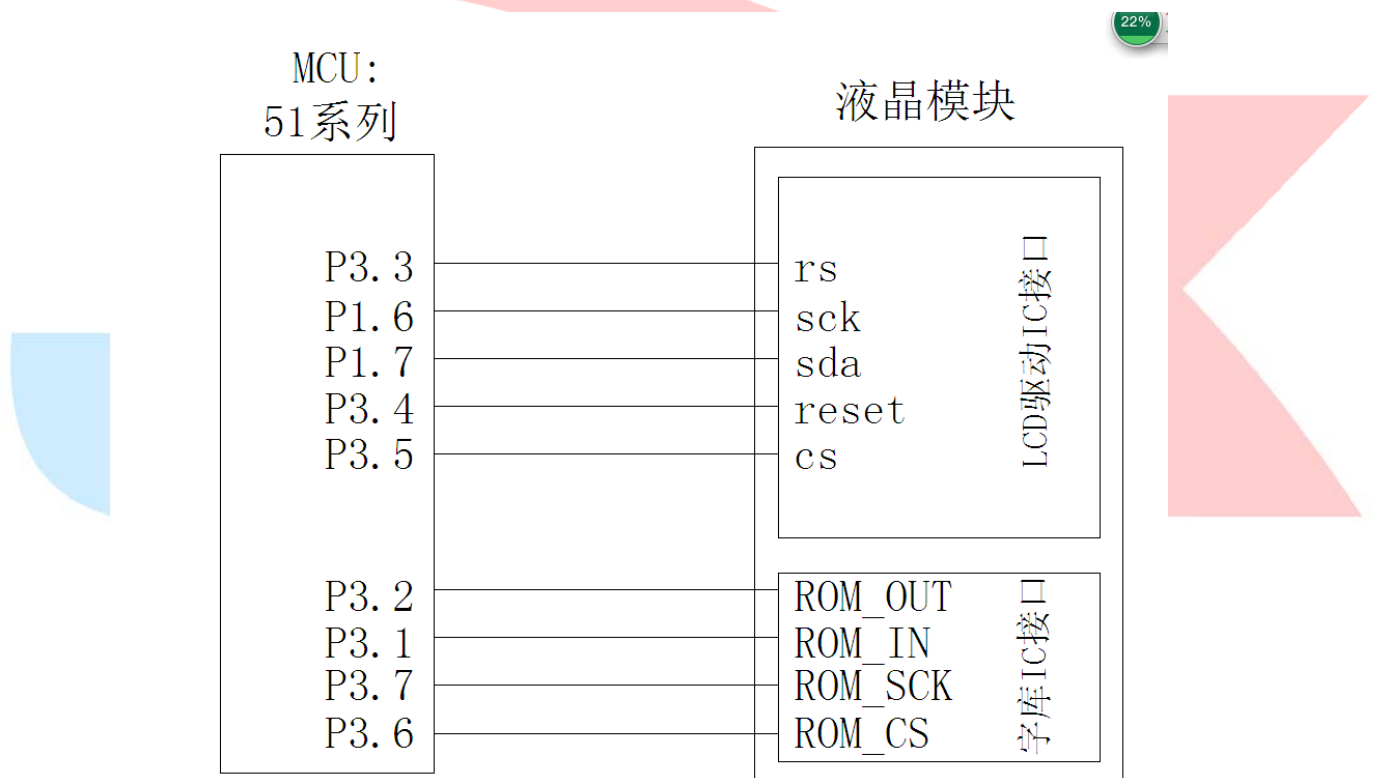 22%
MCU:
51系列
液晶模块
P3.3
rs
P1.6
sck
P1.7
sda
P3.4
reset
P3.5
cs
LCD驱动IC接口
P3.2
ROM_OUT
P3.1
ROM_IN
P3.7
ROM_SCK
P3.6
ROM_CS
字库IC接口